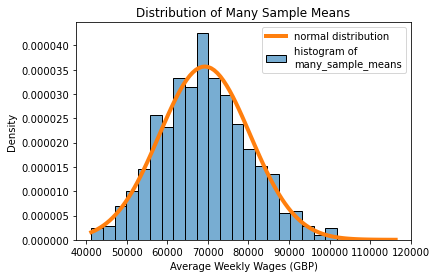 Distribution of Many Sample Means
normal distribution
histogram of
many_sample_means
0.000040
0.000035
0.000030
0.000025
0.000020
0.000015
0.000010
0.000005
0.000000
Density
40000 50000 60000 70000 80000 90000 100000 110000 120000
Average Weekly Wages (GBP)